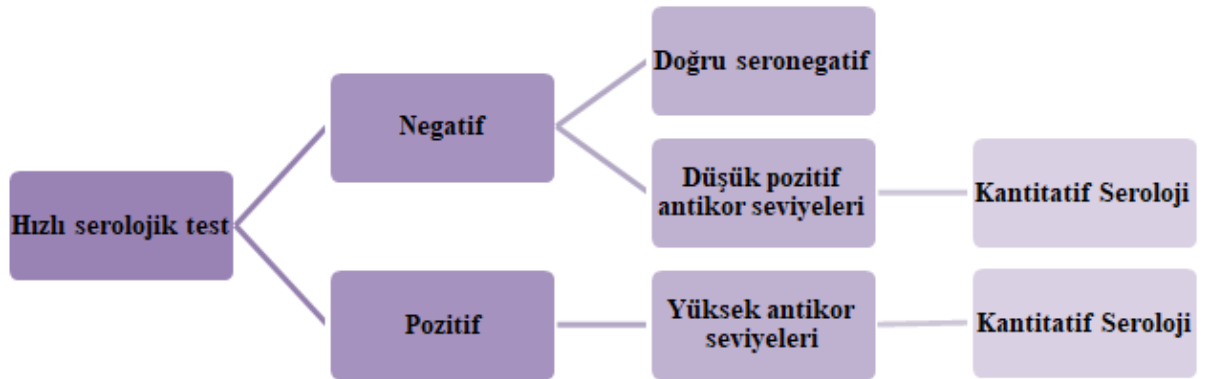 Hızlı serolojik test
Negatif
Doğru seronegatif
Düşük pozitif
antikor seviyeleri
Kantitatif Seroloji
Pozitif
Yüksek antikor
seviyeleri
Kantitatif Seroloji